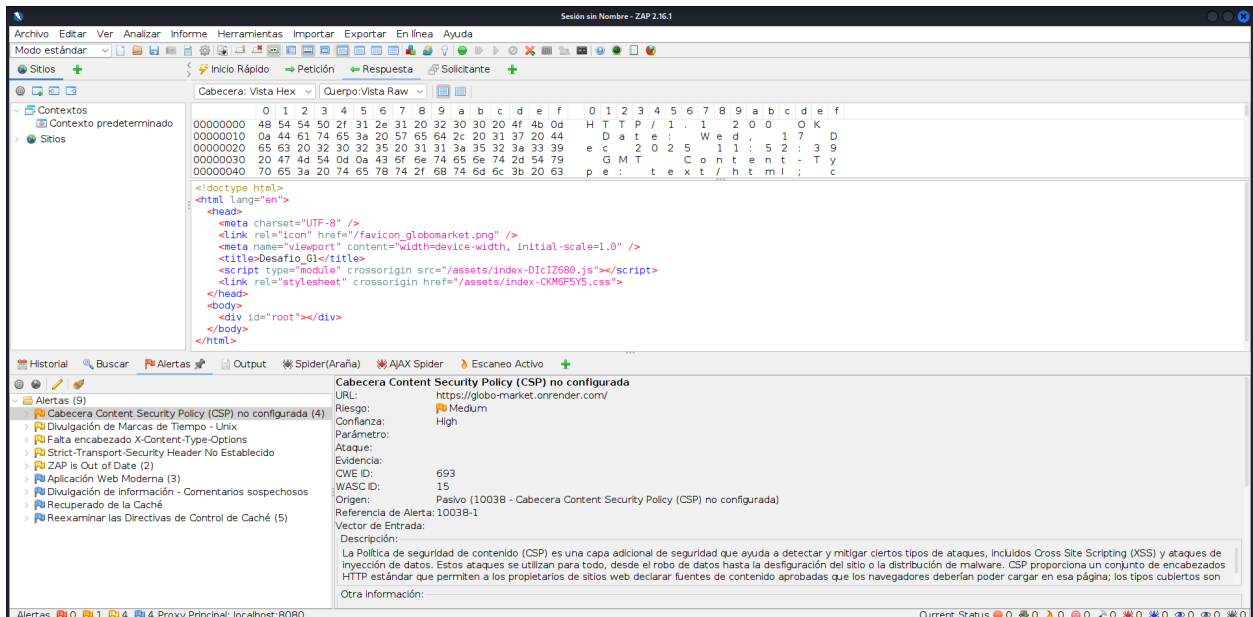 Sesión sin Nombre - ZAP 2.16.1
Archivo Editar Ver Analizar Informe Herramientas Importar Exportar En línea Ayuda
Modo estándar
Sitios
Inicio Rápido Petición Respuesta Solicitante
Cabecera: Vista Hex Cuerpo:Vista Raw
Contextos
Contexto predeterminado
Sitios
0 1 2 3 4 5 6 7 8 9 a b c d e f 0 1 2 3 4 5 6 7 8 9 a b c d e f
00000000 48 54 54 50 2f 31 2e 31 20 32 30 30 20 4f 4b 0d H T T P / 1 . 1 2 0 0 O K
00000010 0a 44 61 74 65 3a 20 57 65 64 2c 20 31 37 20 44 D a t e : W e d , 1 7 D
00000020 65 63 20 32 30 32 35 20 31 31 3a 35 32 3a 33 39 e c 2 0 2 5 1 1 : 5 2 : 3 9
00000030 20 47 4d 54 0d 0a 43 6f 6e 74 65 6e 74 2d 54 79 G M T C o n t e n t - T y
00000040 70 65 3a 20 74 65 78 74 2f 68 74 6d 6c 3b 20 63 p e : t e x t / h t m l ; c
<!doctype html>
<html lang="en">
<head>
<meta charset="UTF-8" />
<link rel="icon" href="/favicon_globomarket.png" />
<meta name="viewport" content="width=device-width, initial-scale=1.0" />
<title>Desafio_G1</title>
<script type="module" crossorigin src="/assets/index-DIcIZ680.js"></script>
<link rel="stylesheet" crossorigin href="/assets/index-CKM6F5Y5.css">
</head>
<body>
<div id="root"></div>
</body>
</html>
Historial Buscar Alertas Output Spider(Araña) AJAX Spider Escaneo Activo
Alertas (9)
Cabecera Content Security Policy (CSP) no configurada (4)
Divulgación de Marcas de Tiempo - Unix
Falta encabezado X-Content-Type-Options
Strict-Transport-Security Header No Establecido
ZAP is Out of Date (2)
Aplicación Web Moderna (3)
Divulgación de información - Comentarios sospechosos
Recuperado de la Caché
Reexaminar las Directivas de Control de Caché (5)
Cabecera Content Security Policy (CSP) no configurada
URL: https://globo-market.onrender.com/
Riesgo: Medium
Confianza: High
Parámetro:
Ataque:
Evidencia:
CWE ID: 693
WASC ID: 15
Origen: Pasivo (10038 - Cabecera Content Security Policy (CSP) no configurada)
Referencia de Alerta: 10038-1
Vector de Entrada:
Descripción:
La Política de seguridad de contenido (CSP) es una capa adicional de seguridad que ayuda a detectar y mitigar ciertos tipos de ataques, incluidos Cross Site Scripting (XSS) y ataques de
inyección de datos. Estos ataques se utilizan para todo, desde el robo de datos hasta la desfiguración del sitio o la distribución de malware. CSP proporciona un conjunto de encabezados
HTTP estándar que permiten a los propietarios de sitios web declarar fuentes de contenido aprobadas que los navegadores deberían poder cargar en esa página; los tipos cubiertos son
Otra información:
Alertas 0 1 4 4 Proxy Principal: localhost:8080 Current Status 0 0 0 0 0 0 0 0 0 0